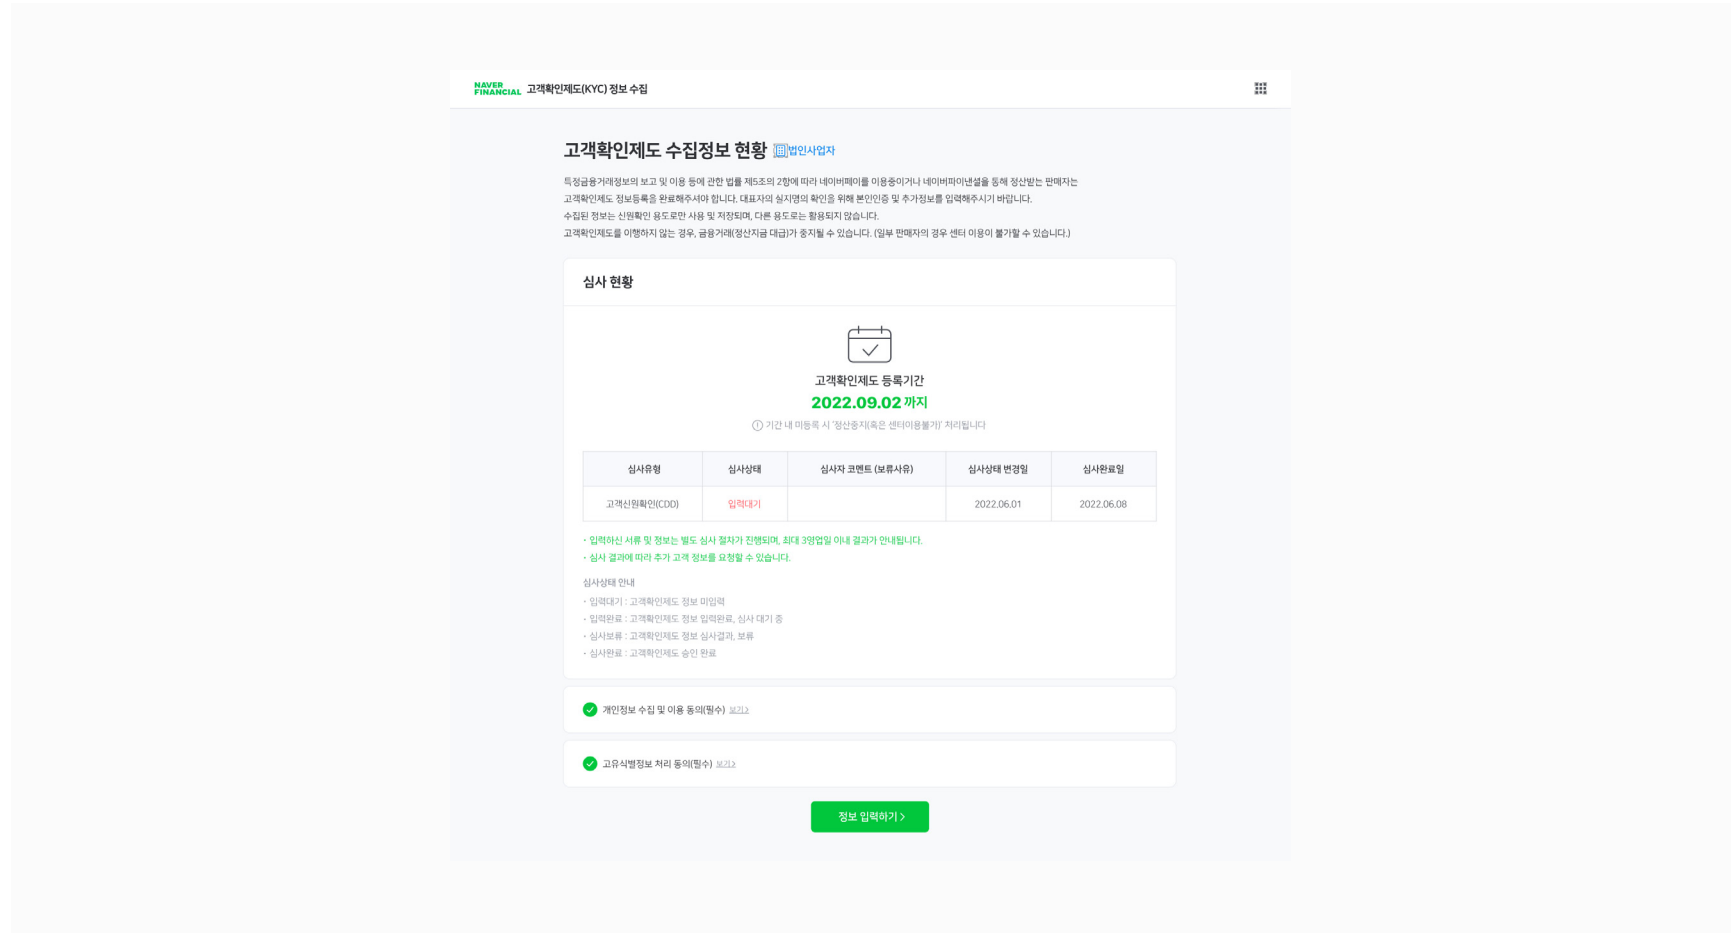 NAVER
FINANCIAL 고객확인제도(KYC) 정보 수집
고객확인제도 수집정보 현황 법인사업자
특정금융거래정보의 보고 및 이용 등에 관한 법률 제5조의 2항에 따라 네이버페이를 이용중이거나 네이버파이낸셜을 통해 정산받는 판매자는
고객확인제도 정보등록을 완료해주셔야 합니다. 대표자의 실지명의 확인을 위해 본인인증 및 추가정보를 입력해주시기 바랍니다.
수집된 정보는 신원확인 용도로만 사용 및 저장되며, 다른 용도로는 활용되지 않습니다.
고객확인제도를 이행하지 않는 경우, 금융거래(정산지금 대급)가 중지될 수 있습니다. (일부 판매자의 경우 센터 이용이 불가할 수 있습니다.)
심사 현황
고객확인제도 등록기간
2022.09.02 까지
기간 내 미등록 시 '정산중지(혹은 센터이용불가)' 처리됩니다
심사유형 심사상태 심사자 코멘트 (보류사유) 심사상태 변경일 심사완료일
고객신원확인(CDD) 입력대기 2022.06.01 2022.06.08
· 입력하신 서류 및 정보는 별도 심사 절차가 진행되며, 최대 3영업일 이내 결과가 안내됩니다.
· 심사 결과에 따라 추가 고객 정보를 요청할 수 있습니다.
심사상태 안내
· 입력대기 : 고객확인제도 정보 미입력
· 입력완료 : 고객확인제도 정보 입력완료, 심사 대기 중
· 심사보류 : 고객확인제도 정보 심사결과, 보류
· 심사완료 : 고객확인제도 승인 완료
개인정보 수집 및 이용 동의(필수) 보기>
고유식별정보 처리 동의(필수) 보기>
정보 입력하기 >